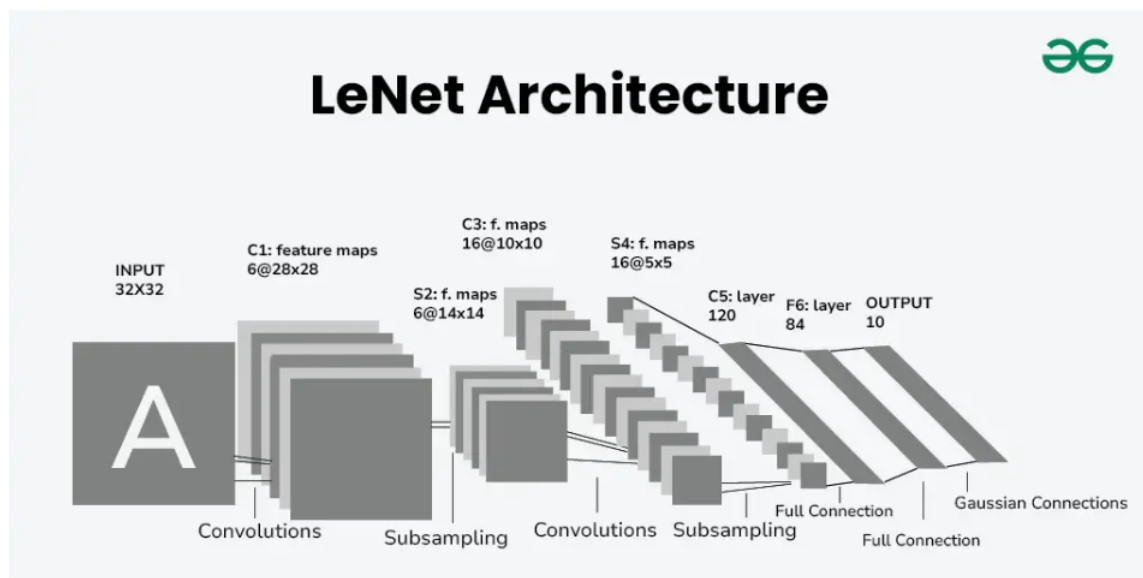 LeNet Architecture
INPUT
32X32
C1: feature maps
6@28x28
S2: f. maps
6@14x14
C3: f. maps
16@10x10
S4: f. maps
16@5x5
C5: layer
120
F6: layer
84
OUTPUT
10
A
Convolutions
Subsampling
Convolutions
Subsampling
Full Connection
Full Connection
Gaussian Connections